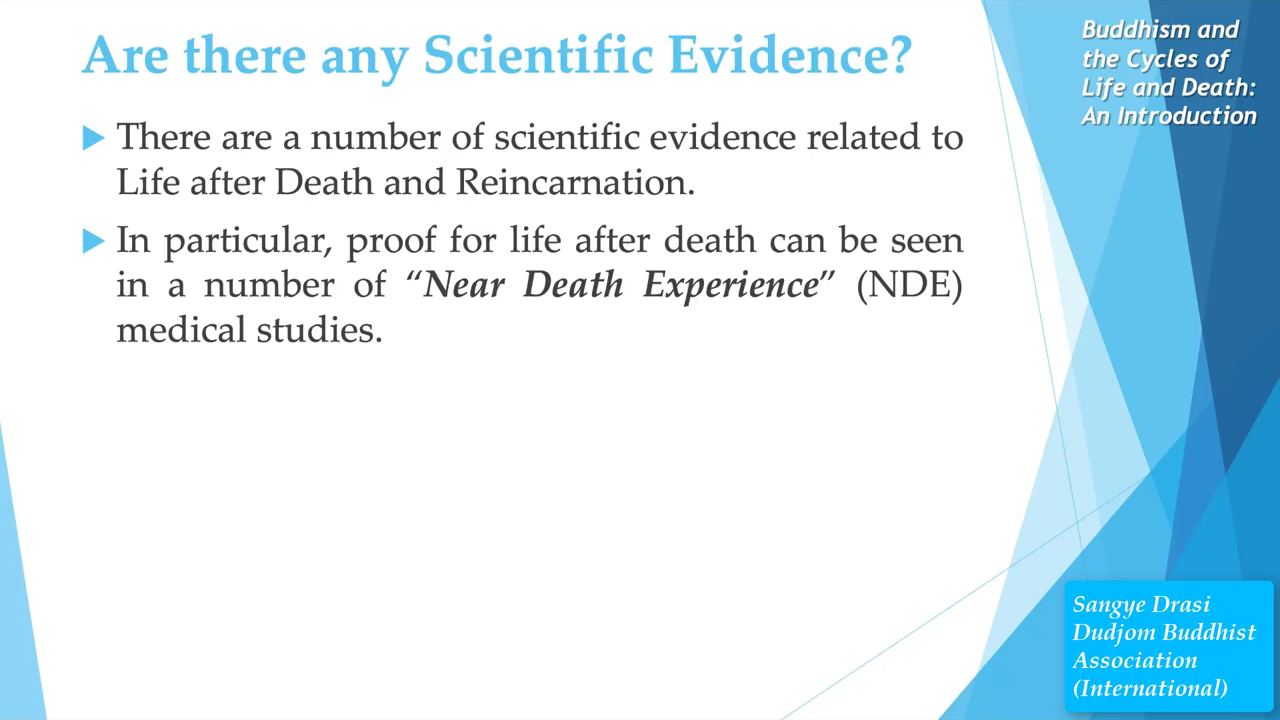 Are there any Scientific Evidence?
There are a number of scientific evidence related to
Life after Death and Reincarnation.
In particular, proof for life after death can be seen
in a number of “Near Death Experience” (NDE)
medical studies.
Buddhism and
the Cycles of
Life and Death:
An Introduction
Sangye Drasi
Dudjom Buddhist
Association
(International)